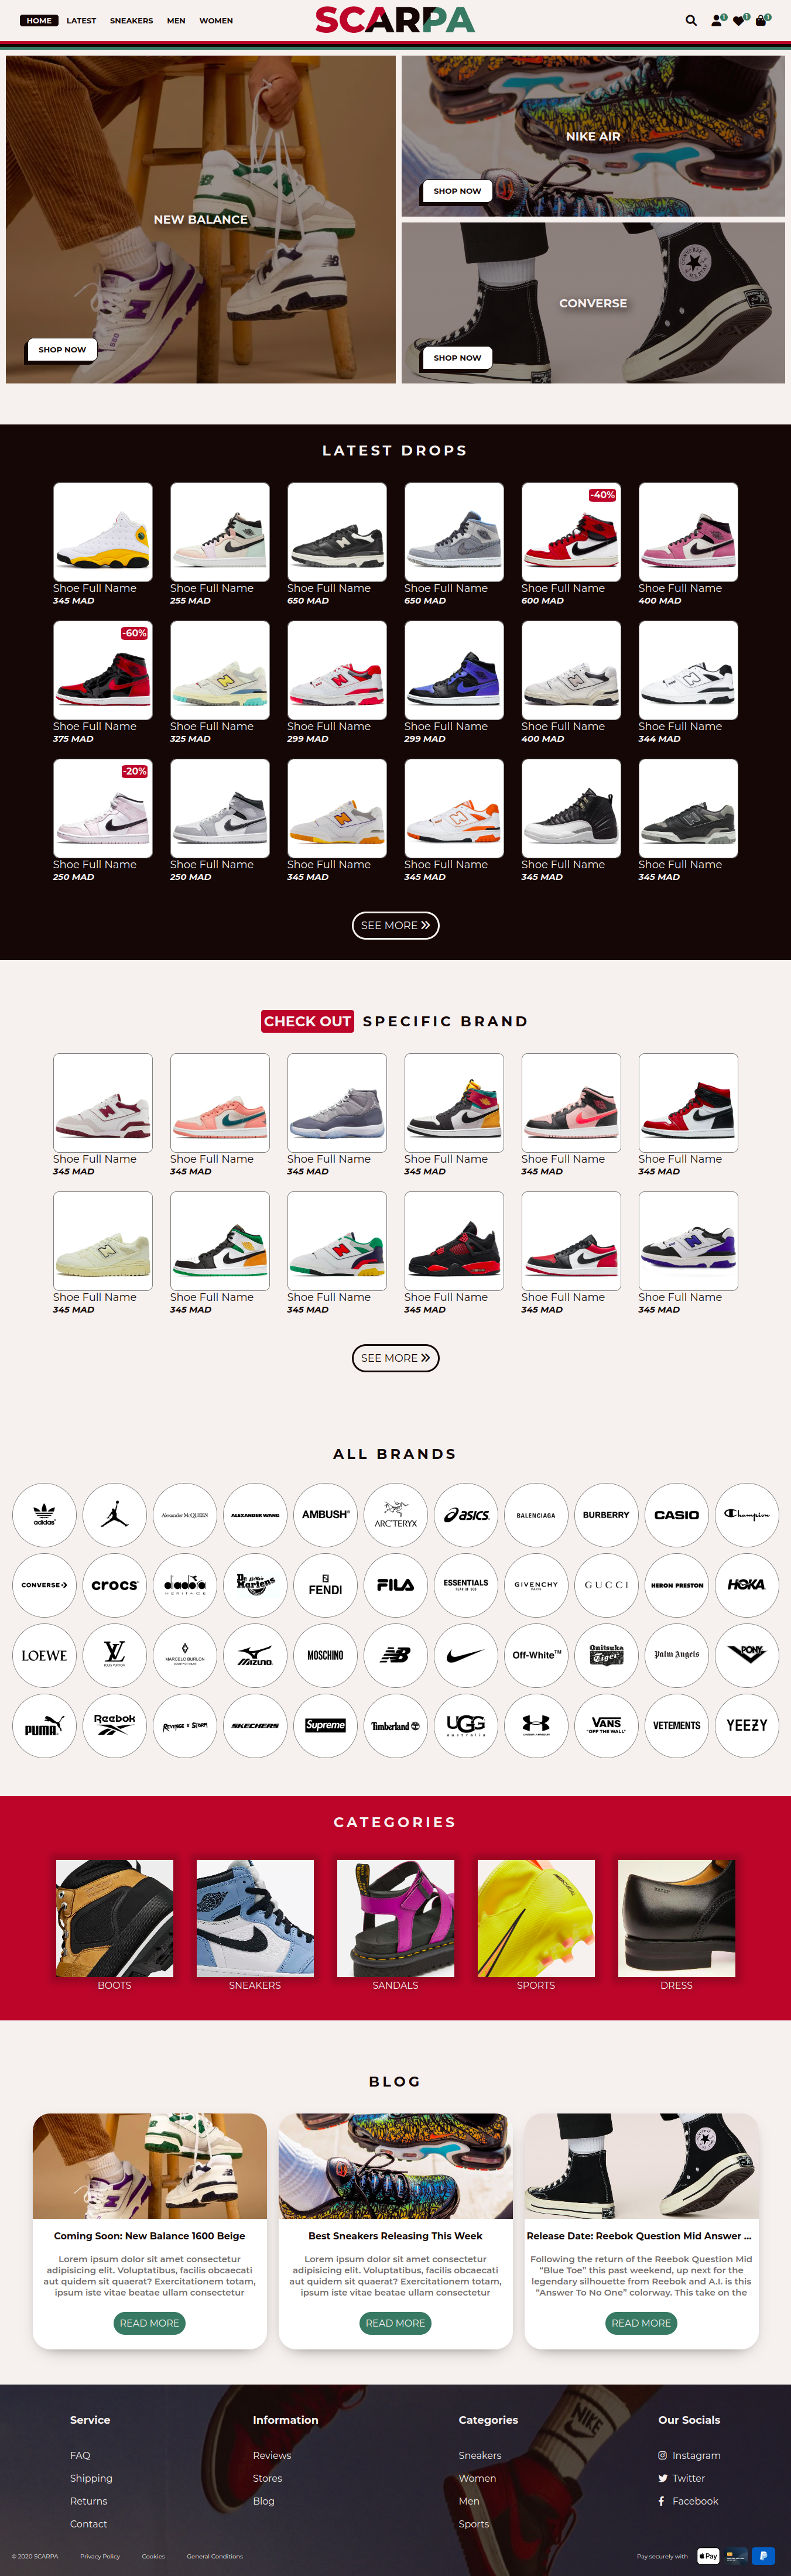 HOME LATEST SNEAKERS MEN WOMEN
SCARPA
1 1 1
NEW BALANCE
SHOP NOW
NIKE AIR
SHOP NOW
CONVERSE
SHOP NOW
LATEST DROPS
-40%
Shoe Full Name Shoe Full Name Shoe Full Name Shoe Full Name Shoe Full Name Shoe Full Name
345 MAD 255 MAD 650 MAD 650 MAD 600 MAD 400 MAD
-60%
Shoe Full Name Shoe Full Name Shoe Full Name Shoe Full Name Shoe Full Name Shoe Full Name
375 MAD 325 MAD 299 MAD 299 MAD 400 MAD 344 MAD
-20%
Shoe Full Name Shoe Full Name Shoe Full Name Shoe Full Name Shoe Full Name Shoe Full Name
250 MAD 250 MAD 345 MAD 345 MAD 345 MAD 345 MAD
SEE MORE
CHECK OUT SPECIFIC BRAND
Shoe Full Name Shoe Full Name Shoe Full Name Shoe Full Name Shoe Full Name Shoe Full Name
345 MAD 345 MAD 345 MAD 345 MAD 345 MAD 345 MAD
Shoe Full Name Shoe Full Name Shoe Full Name Shoe Full Name Shoe Full Name Shoe Full Name
345 MAD 345 MAD 345 MAD 345 MAD 345 MAD 345 MAD
SEE MORE
ALL BRANDS
adidas Alexander McQUEEN ALEXANDER WANG AMBUSH ARC'TERYX asics BALENCIAGA BURBERRY CASIO Champion
CONVERSE crocs diadora HERITAGE Dr. Martens FENDI FILA ESSENTIALS FEAR OF GOD GIVENCHY PARIS GUCCI HERON PRESTON HOKA
LOEWE LV LOUIS VUITTON MARCELO BURLON MIZUNO MOSCHINO NB Off-White™ Onitsuka Tiger Palm Angels PONY
PUMA Reebok REVENGE X STORM SKECHERS Supreme Timberland UGG australia UNDER ARMOUR VANS "OFF THE WALL" VETEMENTS YEEZY
CATEGORIES
BOOTS SNEAKERS SANDALS SPORTS DRESS
BLOG
Coming Soon: New Balance 1600 Beige
Lorem ipsum dolor sit amet consectetur
adipisicing elit. Voluptatibus, facilis obcaecati
aut quidem sit quaerat? Exercitationem totam,
ipsum iste vitae beatae ullam consectetur
READ MORE
Best Sneakers Releasing This Week
Lorem ipsum dolor sit amet consectetur
adipisicing elit. Voluptatibus, facilis obcaecati
aut quidem sit quaerat? Exercitationem totam,
ipsum iste vitae beatae ullam consectetur
READ MORE
Release Date: Reebok Question Mid Answer ...
Following the return of the Reebok Question Mid
“Blue Toe” this past weekend, up next for the
legendary silhouette from Reebok and A.I. is this
“Answer To No One” colorway. This take on the
READ MORE
Service
FAQ
Shipping
Returns
Contact
Information
Reviews
Stores
Blog
Categories
Sneakers
Women
Men
Sports
NIKE
Our Socials
Instagram
Twitter
Facebook
© 2020 SCARPA Privacy Policy Cookies General Conditions
Pay securely with Pay